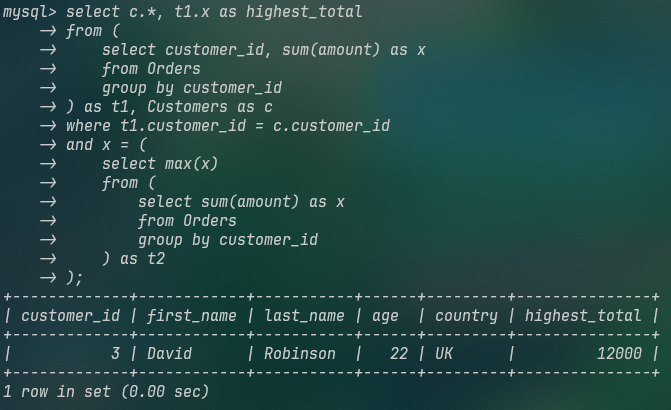 mysql> select c.*, t1.x as highest_total
    -> from (
    ->     select customer_id, sum(amount) as x
    ->     from Orders
    ->     group by customer_id
    -> ) as t1, Customers as c
    -> where t1.customer_id = c.customer_id
    -> and x = (
    ->     select max(x)
    ->     from (
    ->         select sum(amount) as x
    ->         from Orders
    ->         group by customer_id
    ->     ) as t2
    -> );
+-------------+------------+-----------+------+---------+---------------+
| customer_id | first_name | last_name | age  | country | highest_total |
+-------------+------------+-----------+------+---------+---------------+
|           3 | David      | Robinson  |   22 | UK      |         12000 |
+-------------+------------+-----------+------+---------+---------------+
1 row in set (0.00 sec)